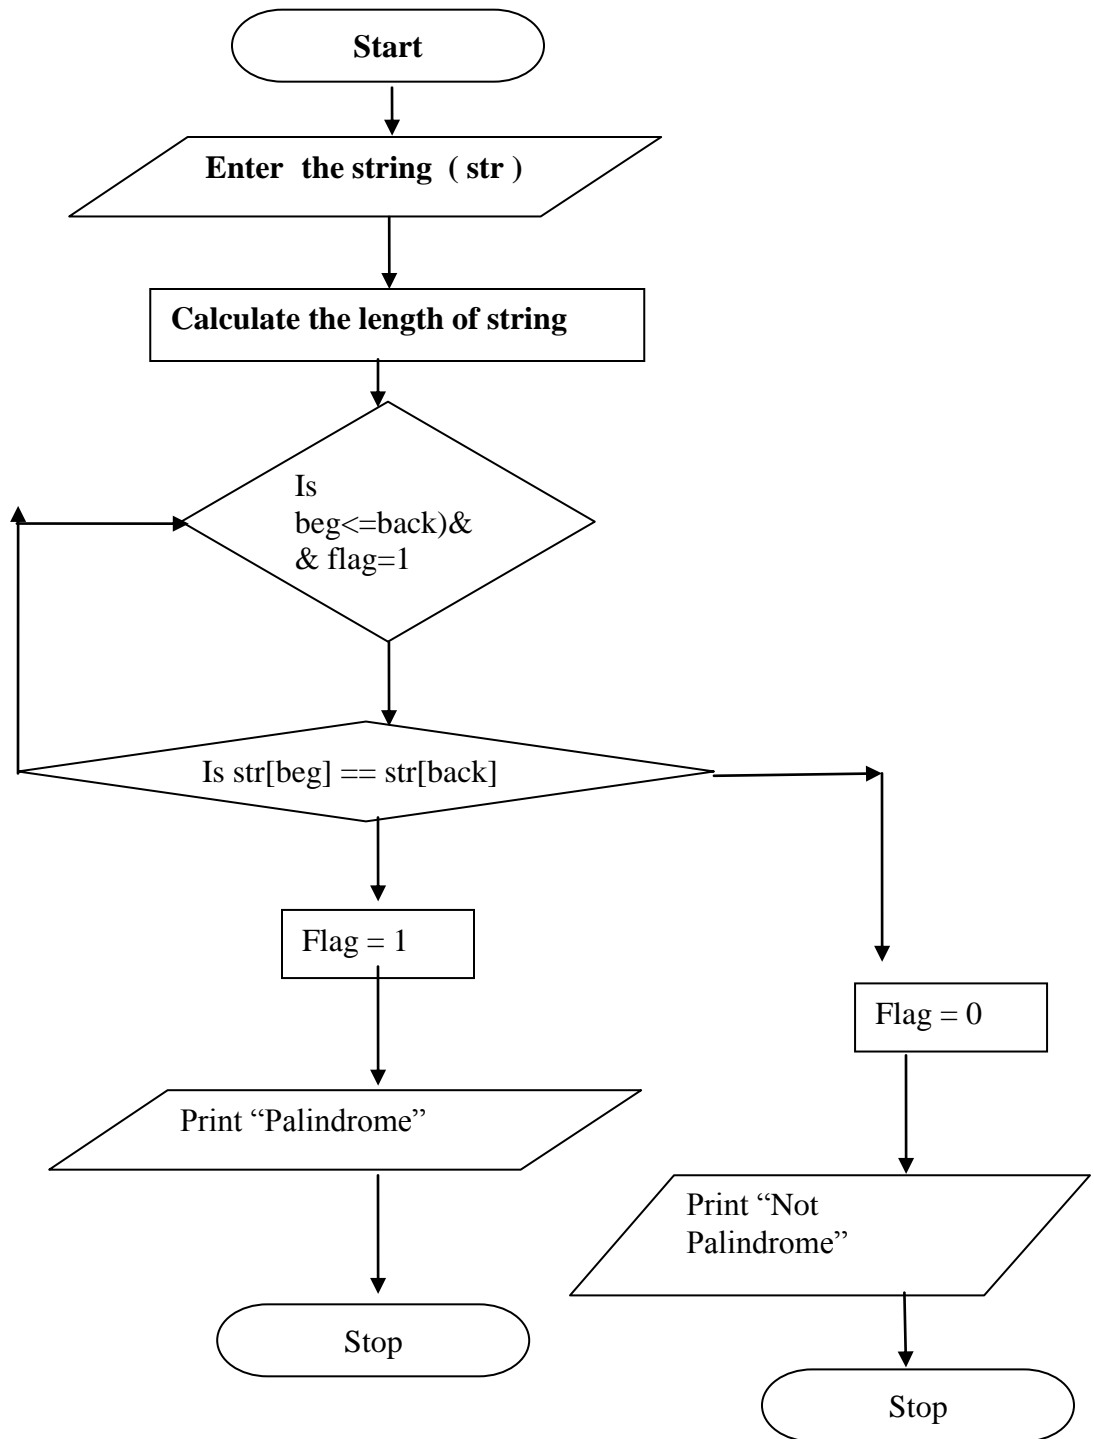 Start
Enter  the string  ( str )
Calculate the length of string
Is
beg<=back)&
& flag=1
Is str[beg] == str[back]
Flag = 1
Flag = 0
Print “Palindrome”
Print “Not
Palindrome”
Stop
Stop